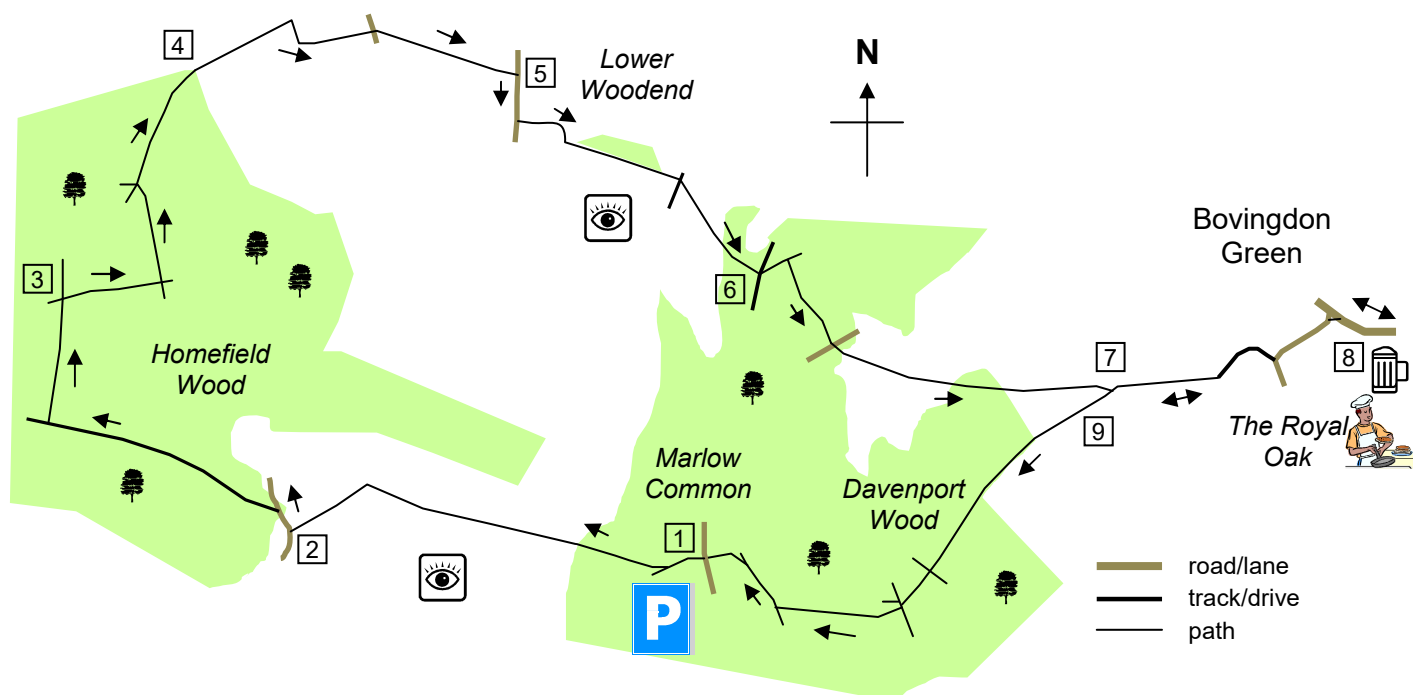 4
5
Lower
Woodend
N
3
6
Bovingdon
Green
Homefield
Wood
7
8
9
The Royal
Oak
Marlow
Common
Davenport
Wood
1
2
P
road/lane
track/drive
path